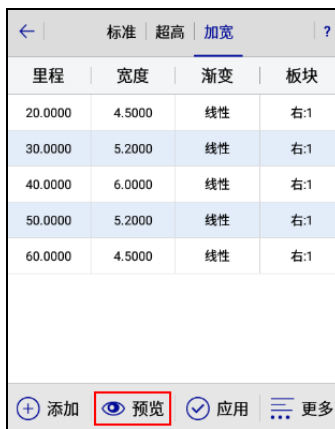 标准 超高 加宽 ?
里程 宽度 渐变 板块
20.0000 4.5000 线性 右:1
30.0000 5.2000 线性 右:1
40.0000 6.0000 线性 右:1
50.0000 5.2000 线性 右:1
60.0000 4.5000 线性 右:1
添加 预览 应用 更多